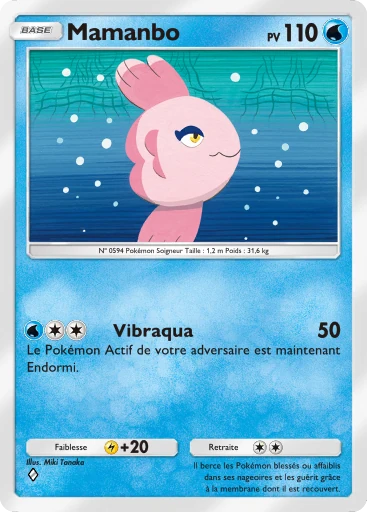 BASE
Mamanbo
PV 110
N° 0594 Pokémon Soigneur Taille : 1,2 m Poids : 31,6 kg
Vibraqua 50
Le Pokémon Actif de votre adversaire est maintenant
Endormi.
Faiblesse +20
Retraite
Illus. Miki Tanaka
Il berce les Pokémon blessés ou affaiblis
dans ses nageoires et les guérit grâce
à la membrane dont il est recouvert.